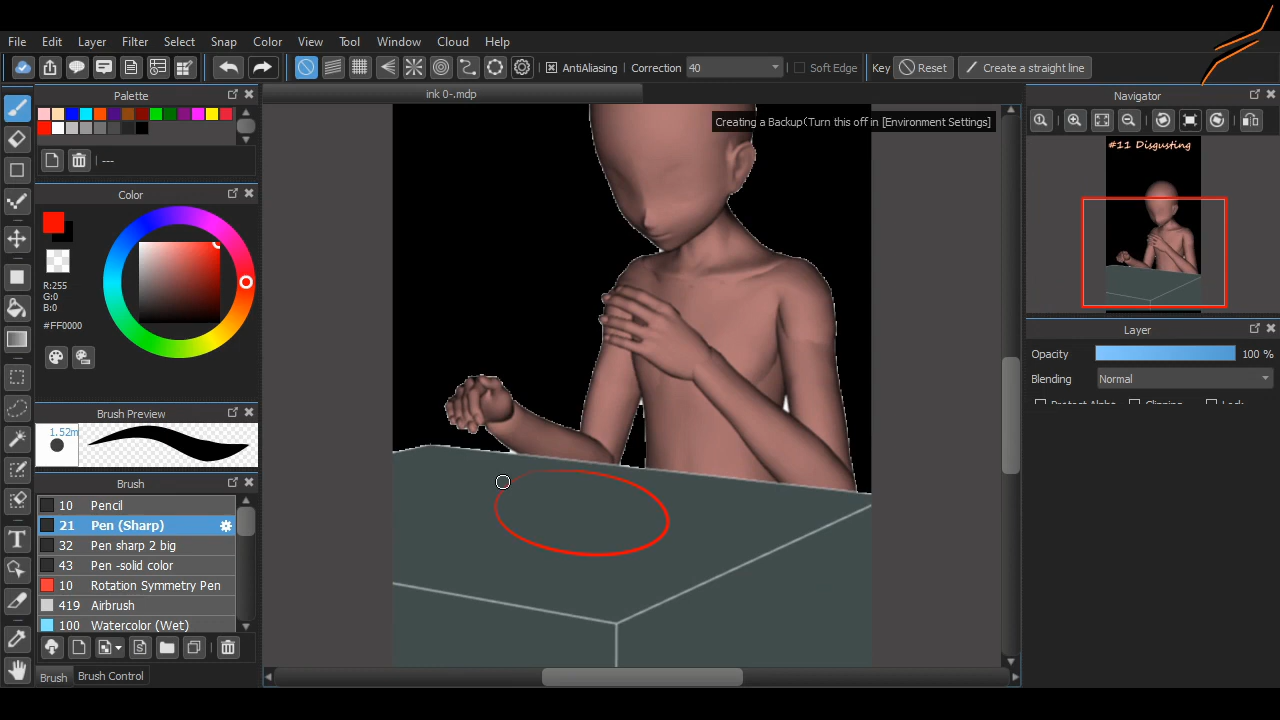 File Edit Layer Filter Select Snap Color View Tool Window Cloud Help
AntiAliasing Correction 40 Soft Edge Key Reset Create a straight line
Palette
---
Color
R:255
G:0
B:0
#FF0000
Brush Preview
1.52m
Brush
10 Pencil
21 Pen (Sharp)
32 Pen sharp 2 big
43 Pen -solid color
10 Rotation Symmetry Pen
419 Airbrush
100 Watercolor (Wet)
Brush Brush Control
ink 0-.mdp
Creating a Backup(Turn this off in [Environment Settings]
Navigator
#11 Disgusting
Layer
Opacity 100 %
Blending Normal
Protect Alpha Clipping Lock